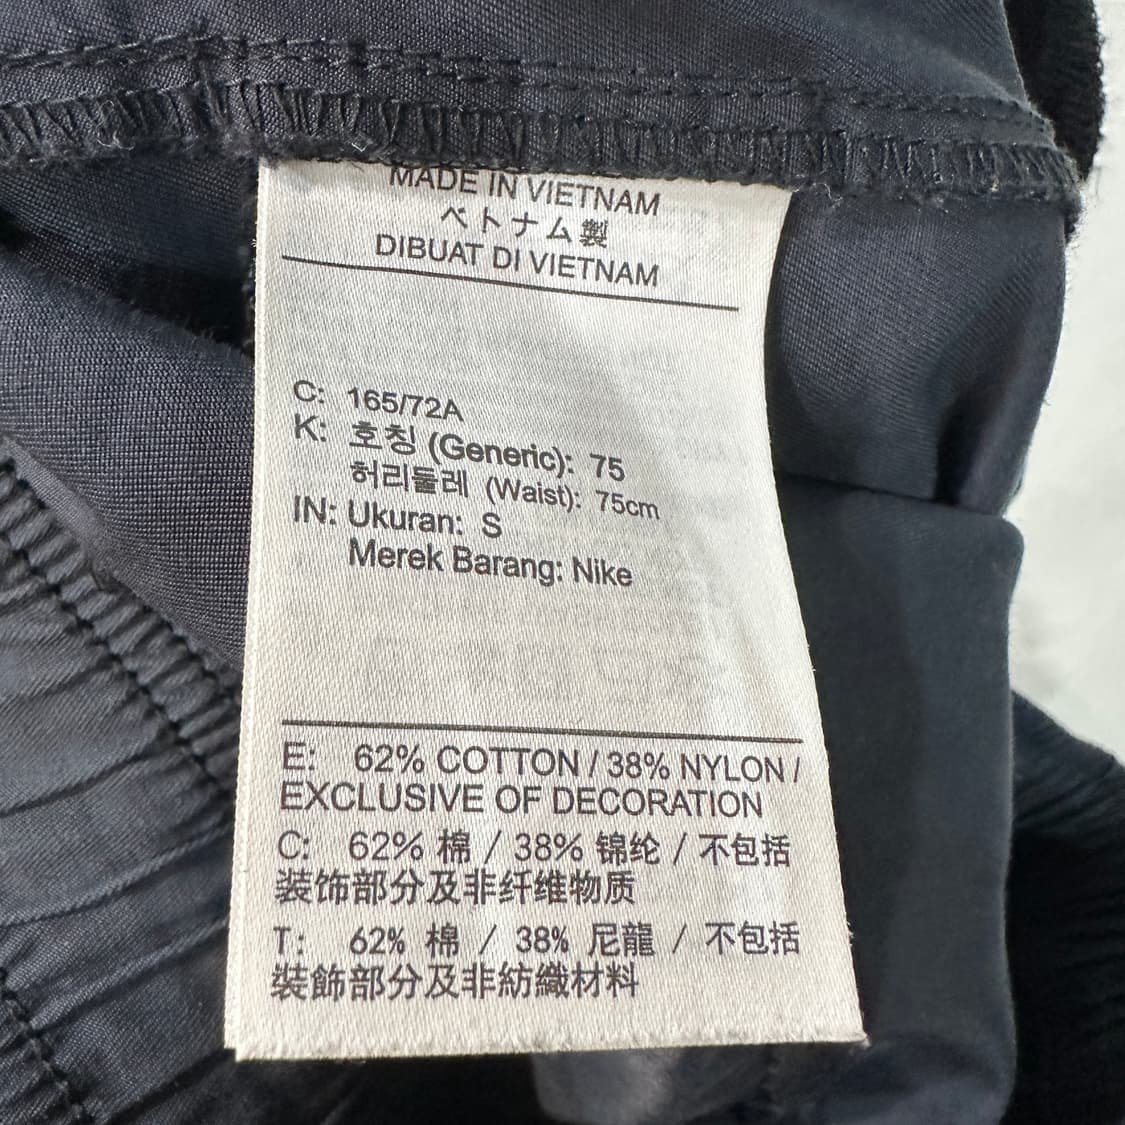 MADE IN VIETNAM
ベトナム製
DIBUAT DI VIETNAM
C: 165/72A
K: 호칭 (Generic): 75
허리둘레 (Waist): 75cm
IN: Ukuran: S
Merek Barang: Nike
E: 62% COTTON / 38% NYLON /
EXCLUSIVE OF DECORATION
C: 62% 棉 / 38% 锦纶 / 不包括
装饰部分及非纤维物质
T: 62% 棉 / 38% 尼龍 / 不包括
裝飾部分及非紡織材料